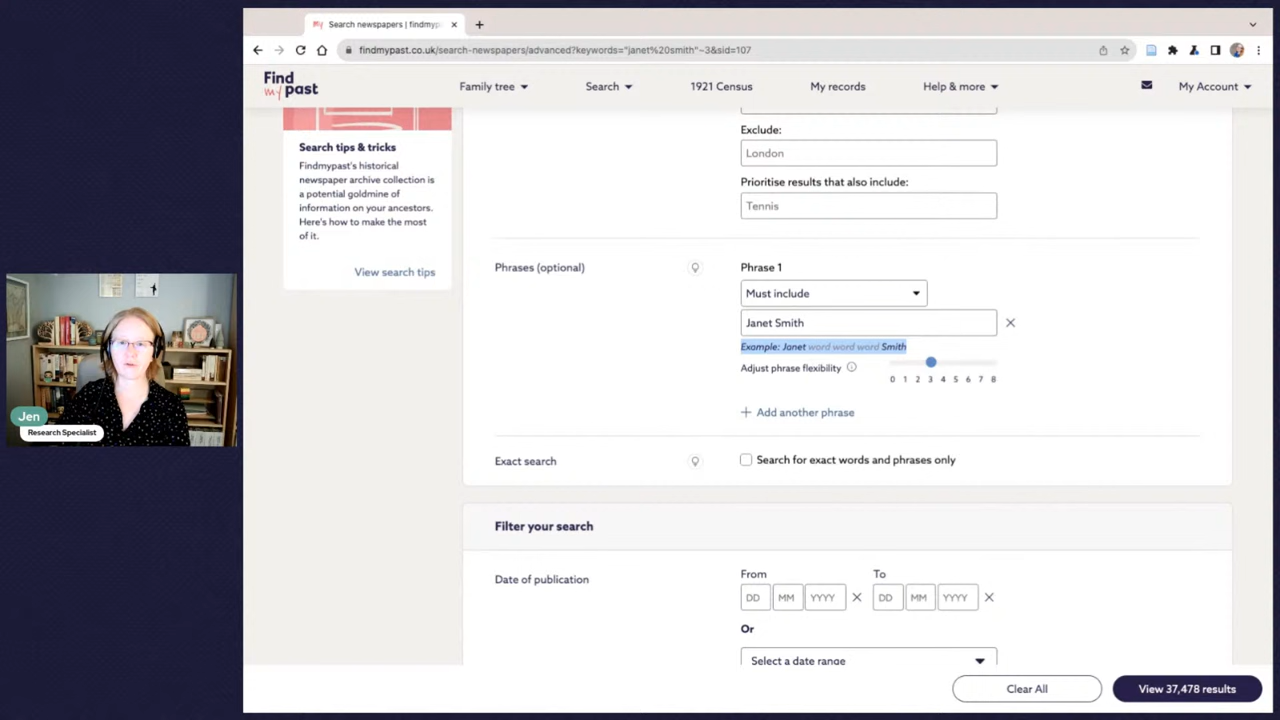 Search newspapers | findmyp
findmypast.co.uk/search-newspapers/advanced?keywords="janet%20smith"~3&sid=107
Find
my past
Family tree
Search
1921 Census
My records
Help & more
My Account
Search tips & tricks
Findmypast's historical
newspaper archive collection is
a potential goldmine of
information on your ancestors.
Here's how to make the most
of it.
View search tips
Exclude:
London
Prioritise results that also include:
Tennis
Phrases (optional)
Phrase 1
Must include
Janet Smith
Example: Janet word word word Smith
Adjust phrase flexibility
0 1 2 3 4 5 6 7 8
Add another phrase
Exact search
Search for exact words and phrases only
Filter your search
Date of publication
From
To
DD MM YYYY
DD MM YYYY
Or
Select a date range
Clear All
View 37,478 results
Jen
Research Specialist